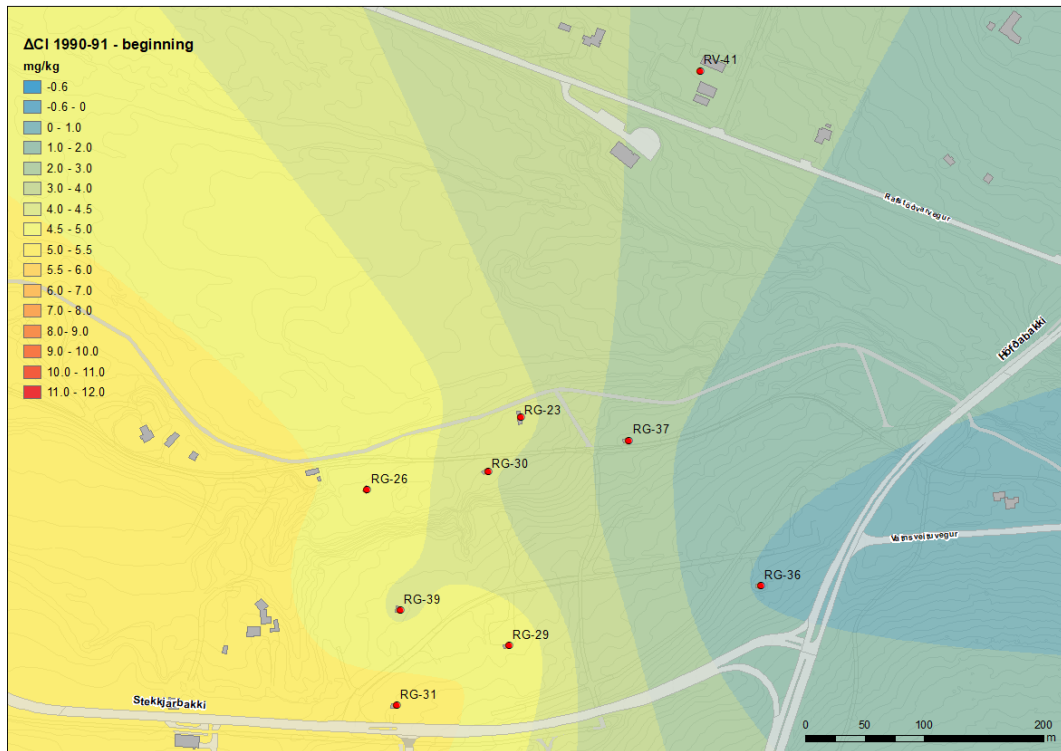 ΔCl 1990-91 - beginning
mg/kg
-0.6
-0.6 - 0
0 - 1.0
1.0 - 2.0
2.0 - 3.0
3.0 - 4.0
4.0 - 4.5
4.5 - 5.0
5.0 - 5.5
5.5 - 6.0
6.0 - 7.0
7.0 - 8.0
8.0- 9.0
9.0 - 10.0
10.0 - 11.0
11.0 - 12.0
RV-41
Rafstöðvarvegur
Höfðabakki
RG-23
RG-37
RG-30
RG-26
Vatnsveituvegur
RG-36
RG-39
RG-29
RG-31
Stekkjarbakki
0 50 100 200
m